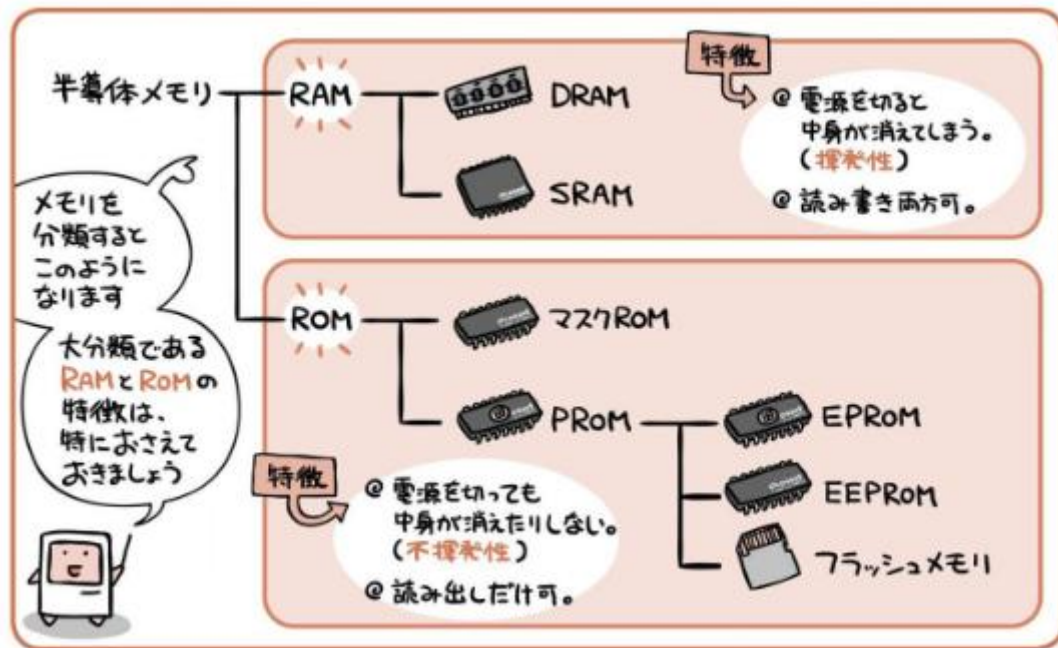 半導体メモリ
RAM
DRAM
SRAM
特徴
@ 電源を切ると
中身が消えてしまう。
(揮発性)
@ 読み書き両方可。
メモリを
分類すると
このように
なります
大分類である
RAMとROMの
特徴は、
特におさえて
おきましょう
ROM
マスクROM
PROM
EPROM
EEPROM
フラッシュメモリ
特徴
@ 電源を切っても
中身が消えたりしない。
(不揮発性)
@ 読み出しだけ可。